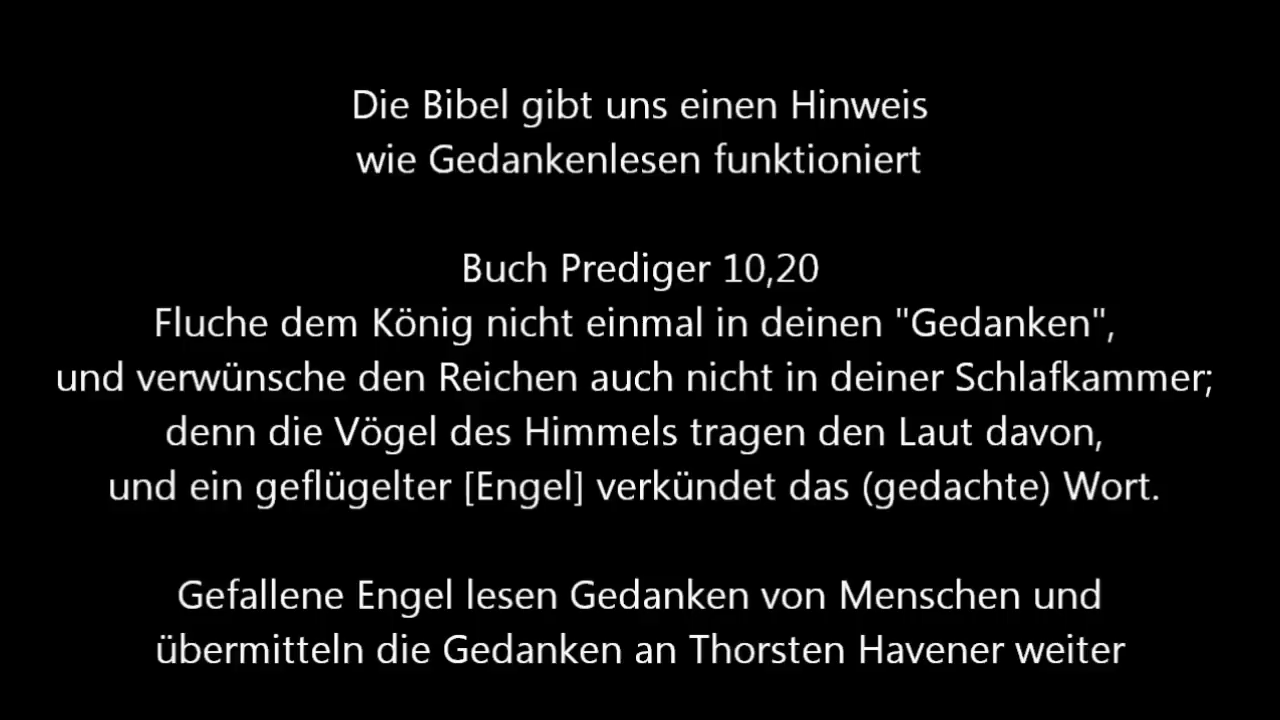 Die Bibel gibt uns einen Hinweis
wie Gedankenlesen funktioniert
Buch Prediger 10,20
Fluche dem König nicht einmal in deinen "Gedanken",
und verwünsche den Reichen auch nicht in deiner Schlafkammer;
denn die Vögel des Himmels tragen den Laut davon,
und ein geflügelter [Engel] verkündet das (gedachte) Wort.
Gefallene Engel lesen Gedanken von Menschen und
übermitteln die Gedanken an Thorsten Havener weiter